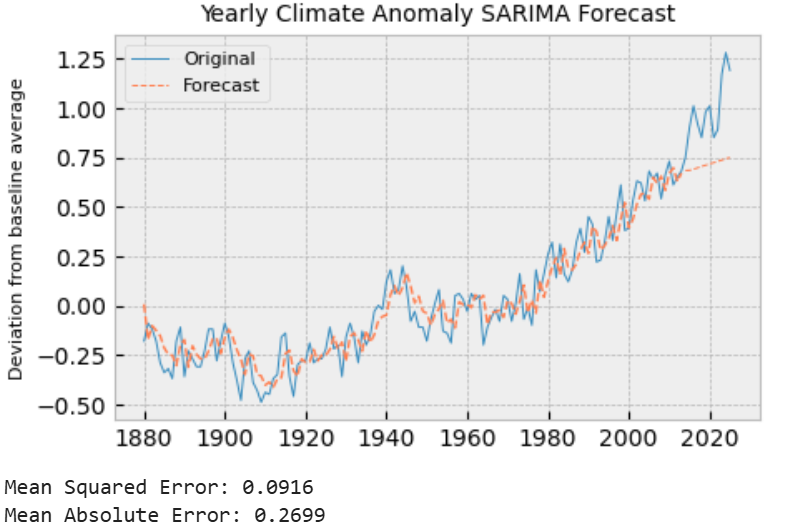 Yearly Climate Anomaly SARIMA Forecast
Deviation from baseline average
1.25
1.00
0.75
0.50
0.25
0.00
−0.25
−0.50
Original
Forecast
1880 1900 1920 1940 1960 1980 2000 2020
Mean Squared Error: 0.0916
Mean Absolute Error: 0.2699